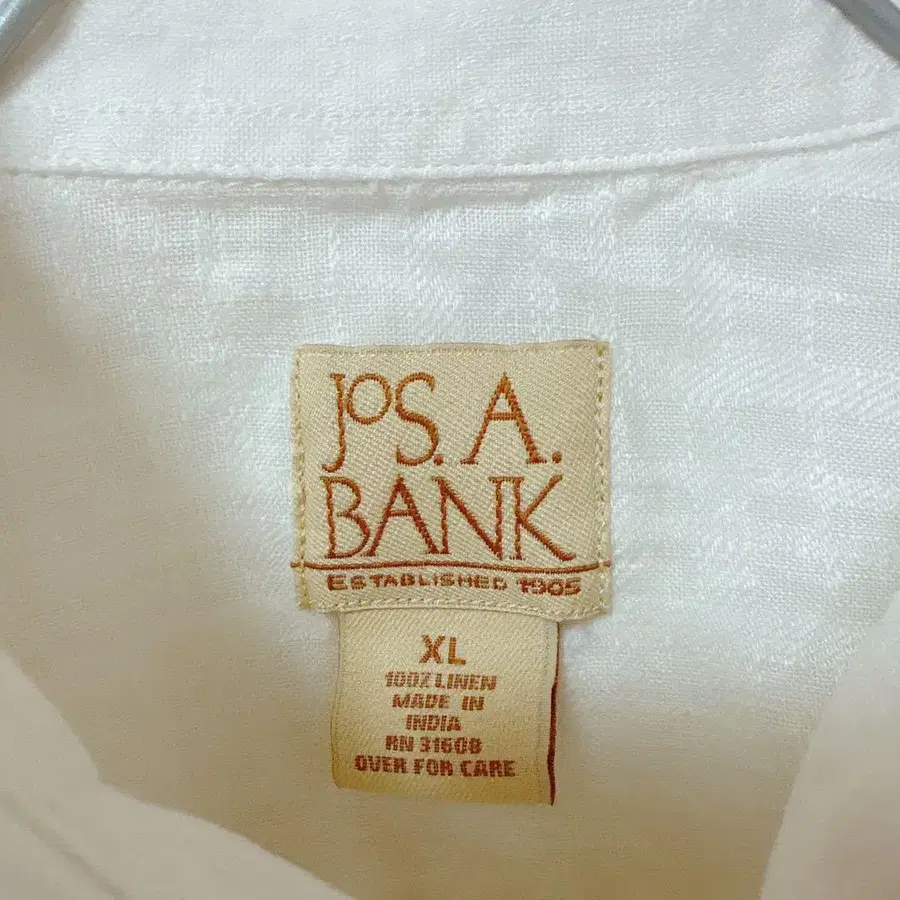 JOS. A.
BANK
ESTABLISHED 1905
XL
100% LINEN
MADE IN
INDIA
RN 31608
OVER FOR CARE